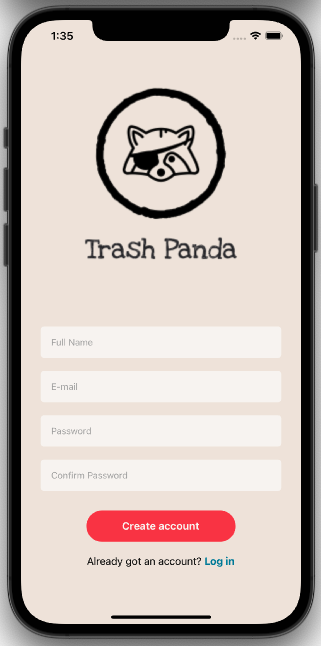 1:35
Trash Panda
Full Name
E-mail
Password
Confirm Password
Create account
Already got an account? Log in